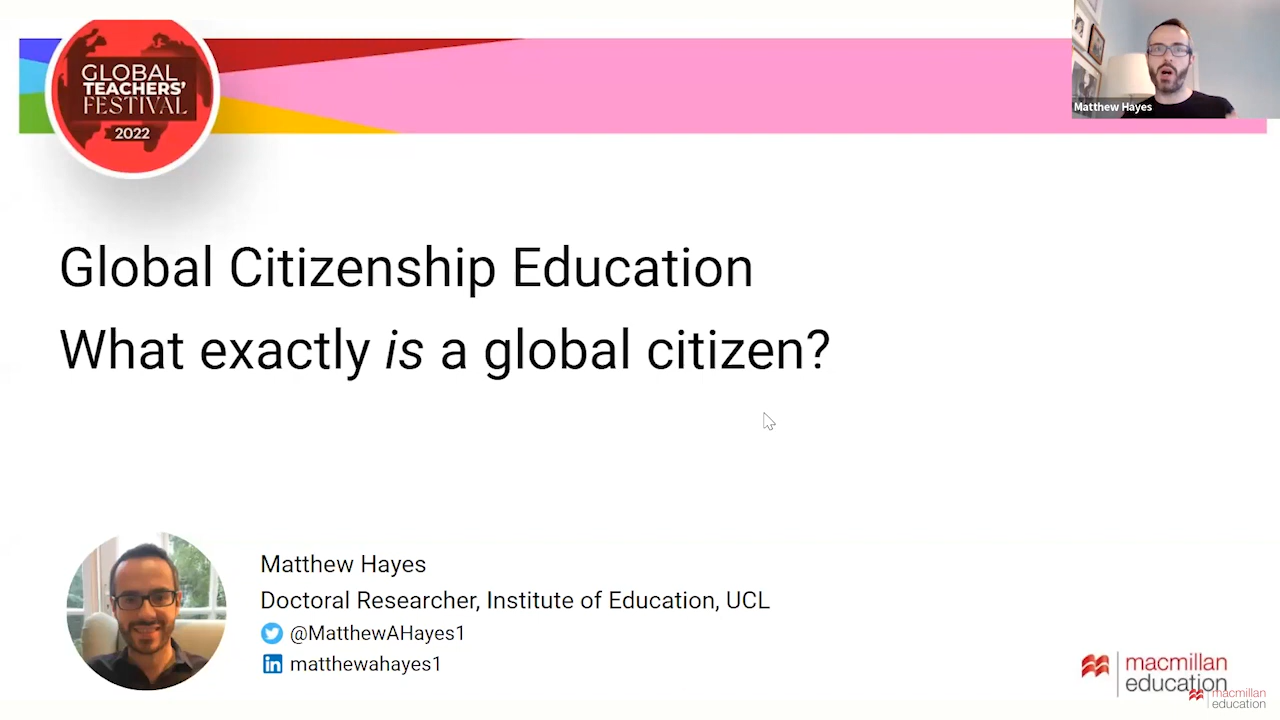 GLOBAL
TEACHERS'
FESTIVAL
2022
Matthew Hayes
Global Citizenship Education
What exactly is a global citizen?
Matthew Hayes
Doctoral Researcher, Institute of Education, UCL
@MatthewAHayes1
in matthewahayes1
macmillan
education
macmillan
education